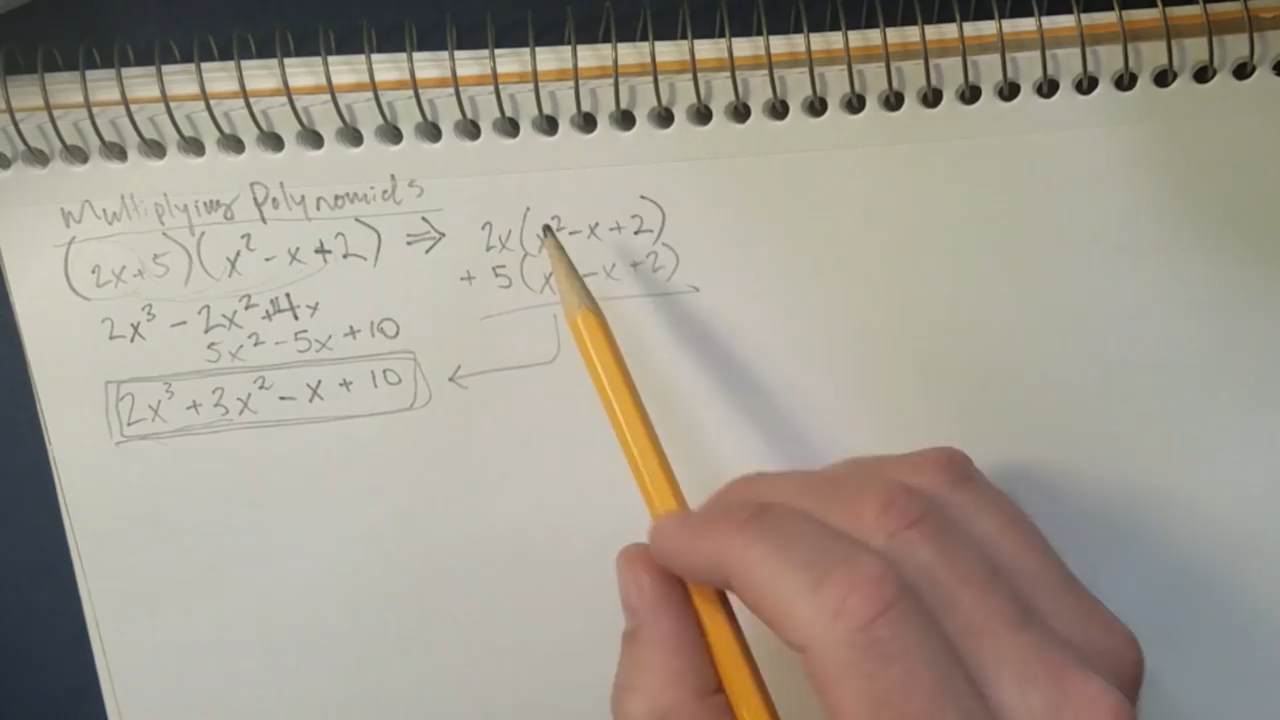 Multiplying Polynomials
(2x+5)(x² - x + 2) ⇒ 2x(x² - x + 2)
+ 5(x - x + 2)
2x³ - 2x² + 4x
5x² - 5x + 10
2x³ + 3x² - x + 10